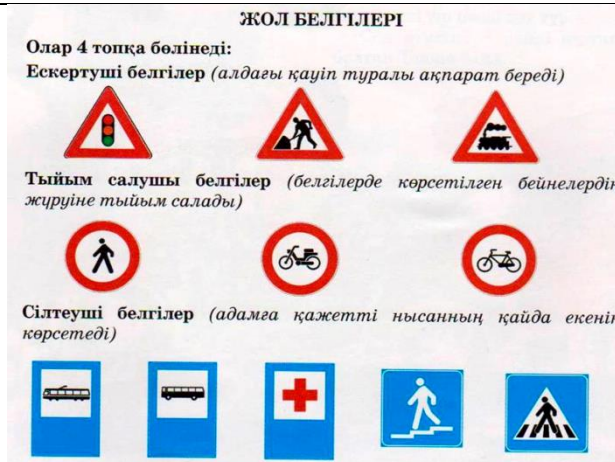 ЖОЛ БЕЛГІЛЕРІ
Олар 4 топқа бөлінеді:
Ескертуші белгілер (алдағы қауіп туралы ақпарат береді)
Тыйым салушы белгілер (белгілерде көрсетілген бейнелердің
жүруіне тыйым салады)
Сілтеуші белгілер (адамға қажетті нысанның қайда екенін
көрсетеді)